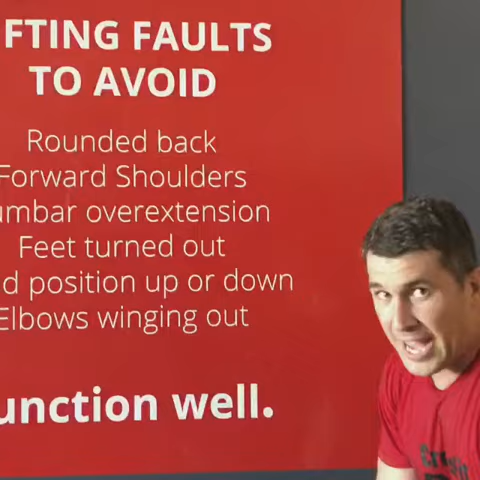 FTING FAULTS
TO AVOID
Rounded back
Forward Shoulders
umbar overextension
Feet turned out
d position up or down
Elbows winging out
unction well.